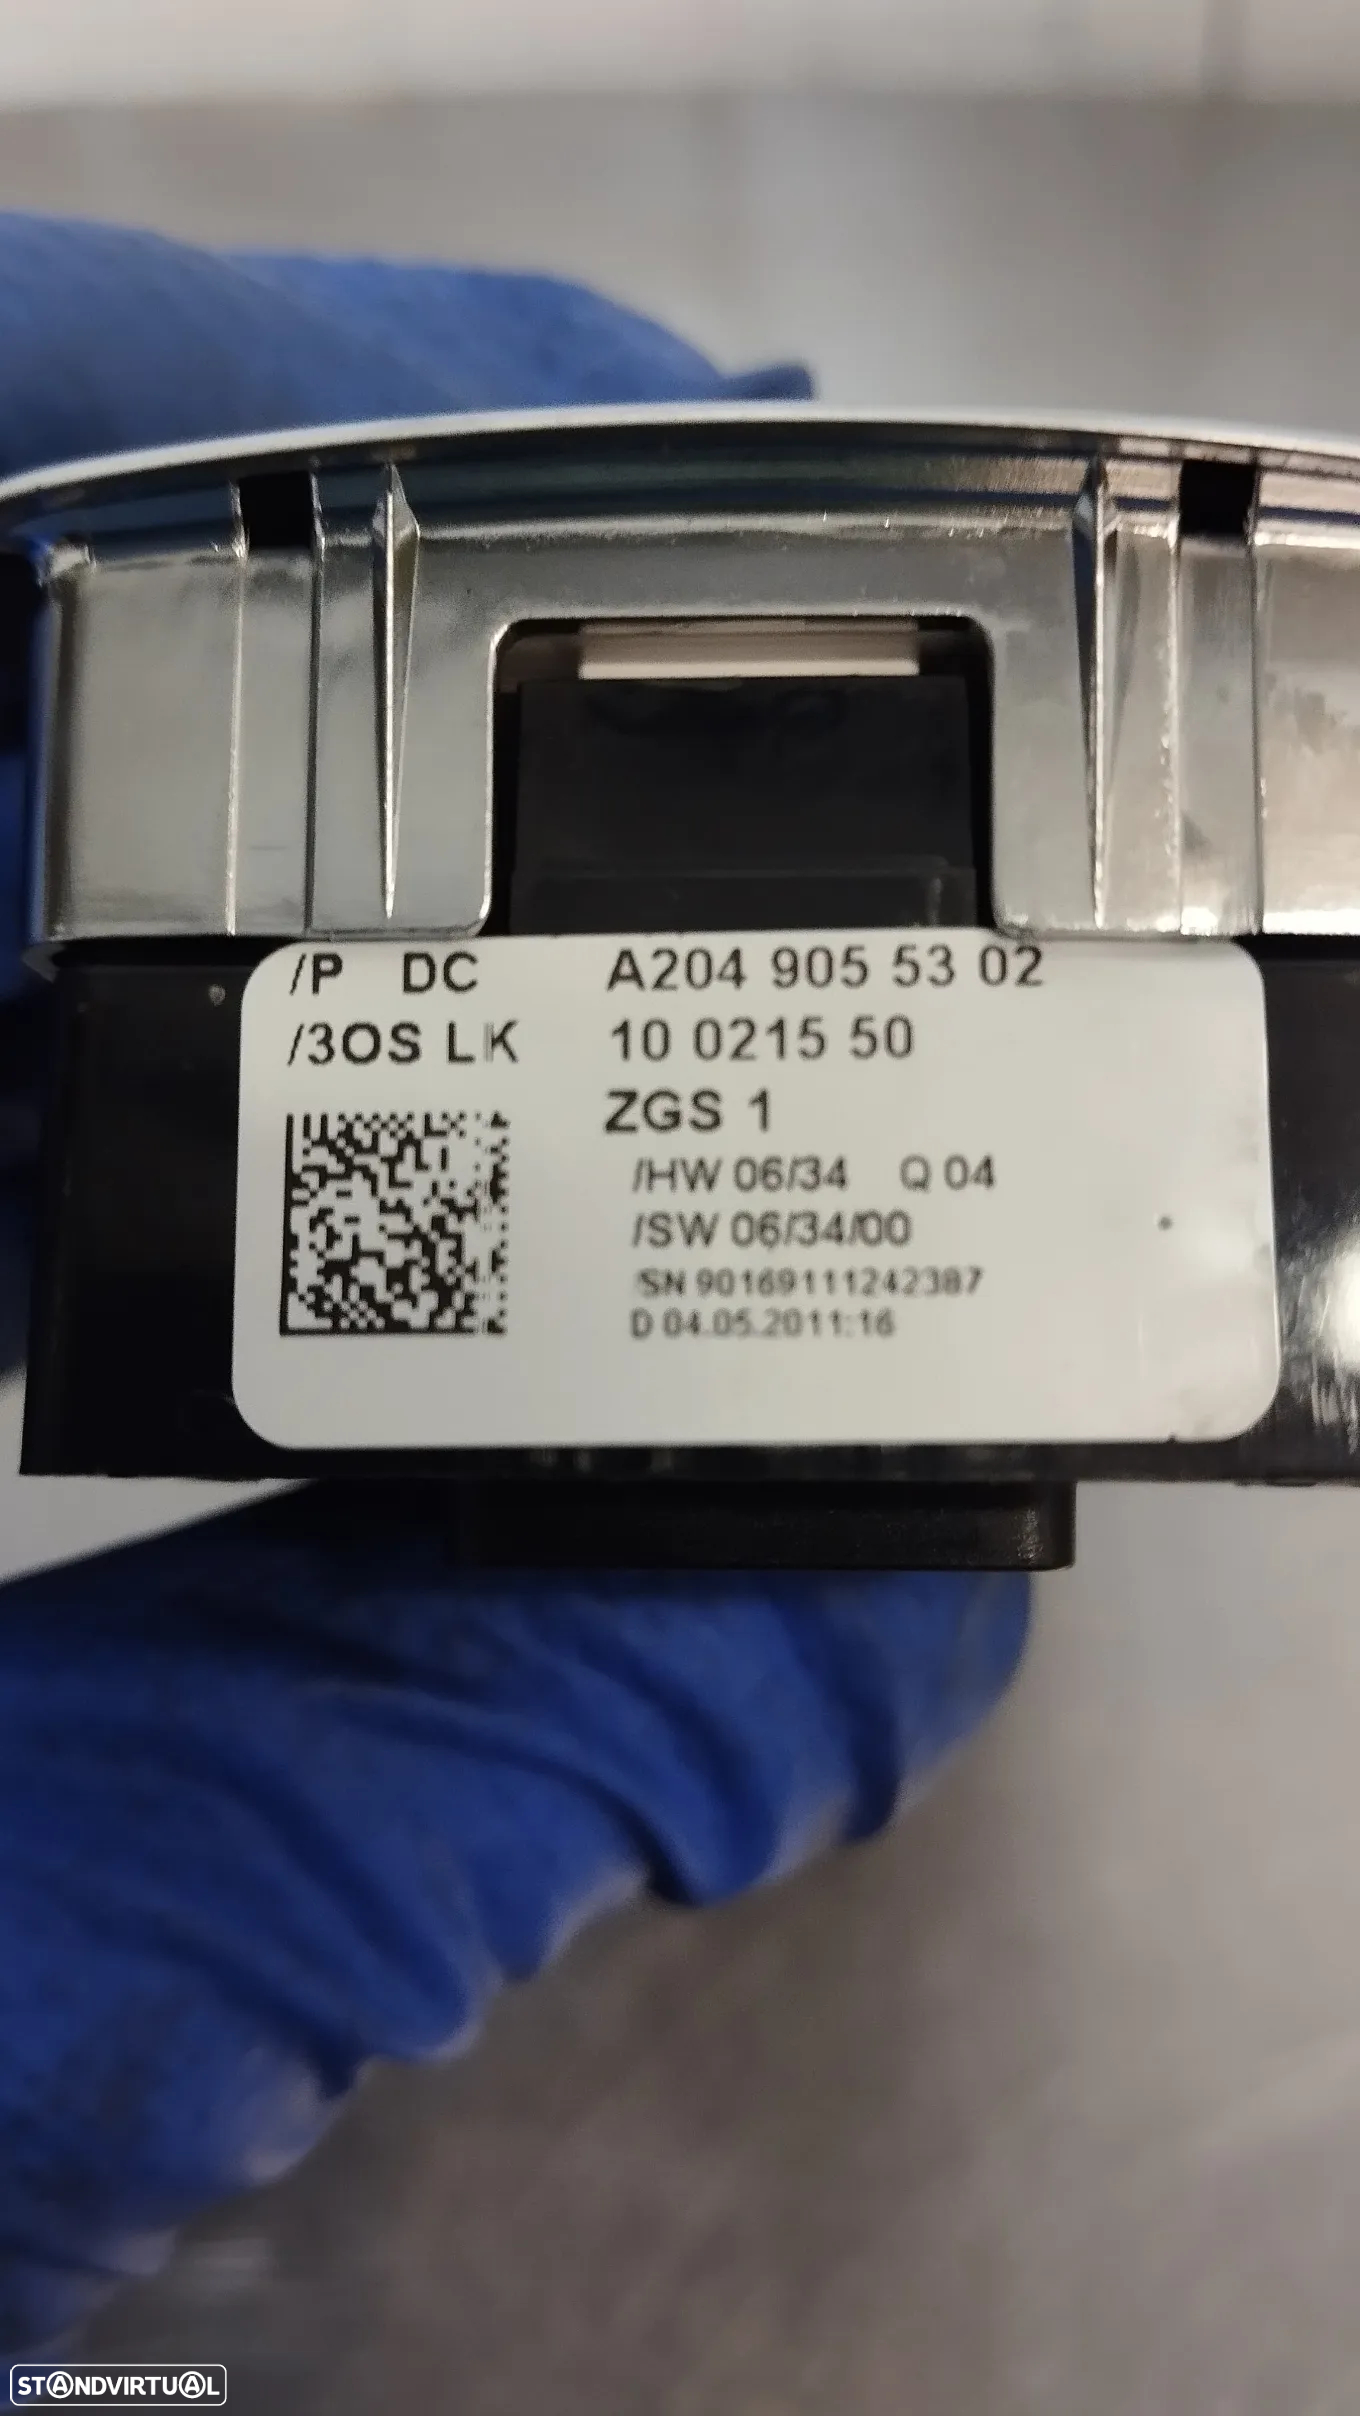 /P DC A204 905 53 02
/3OS LK 10 0215 50
ZGS 1
/HW 06/34 Q 04
/SW 06/34/00
/SN 90169111242387
D 04.05.2011:16
STANDVIRTUAL